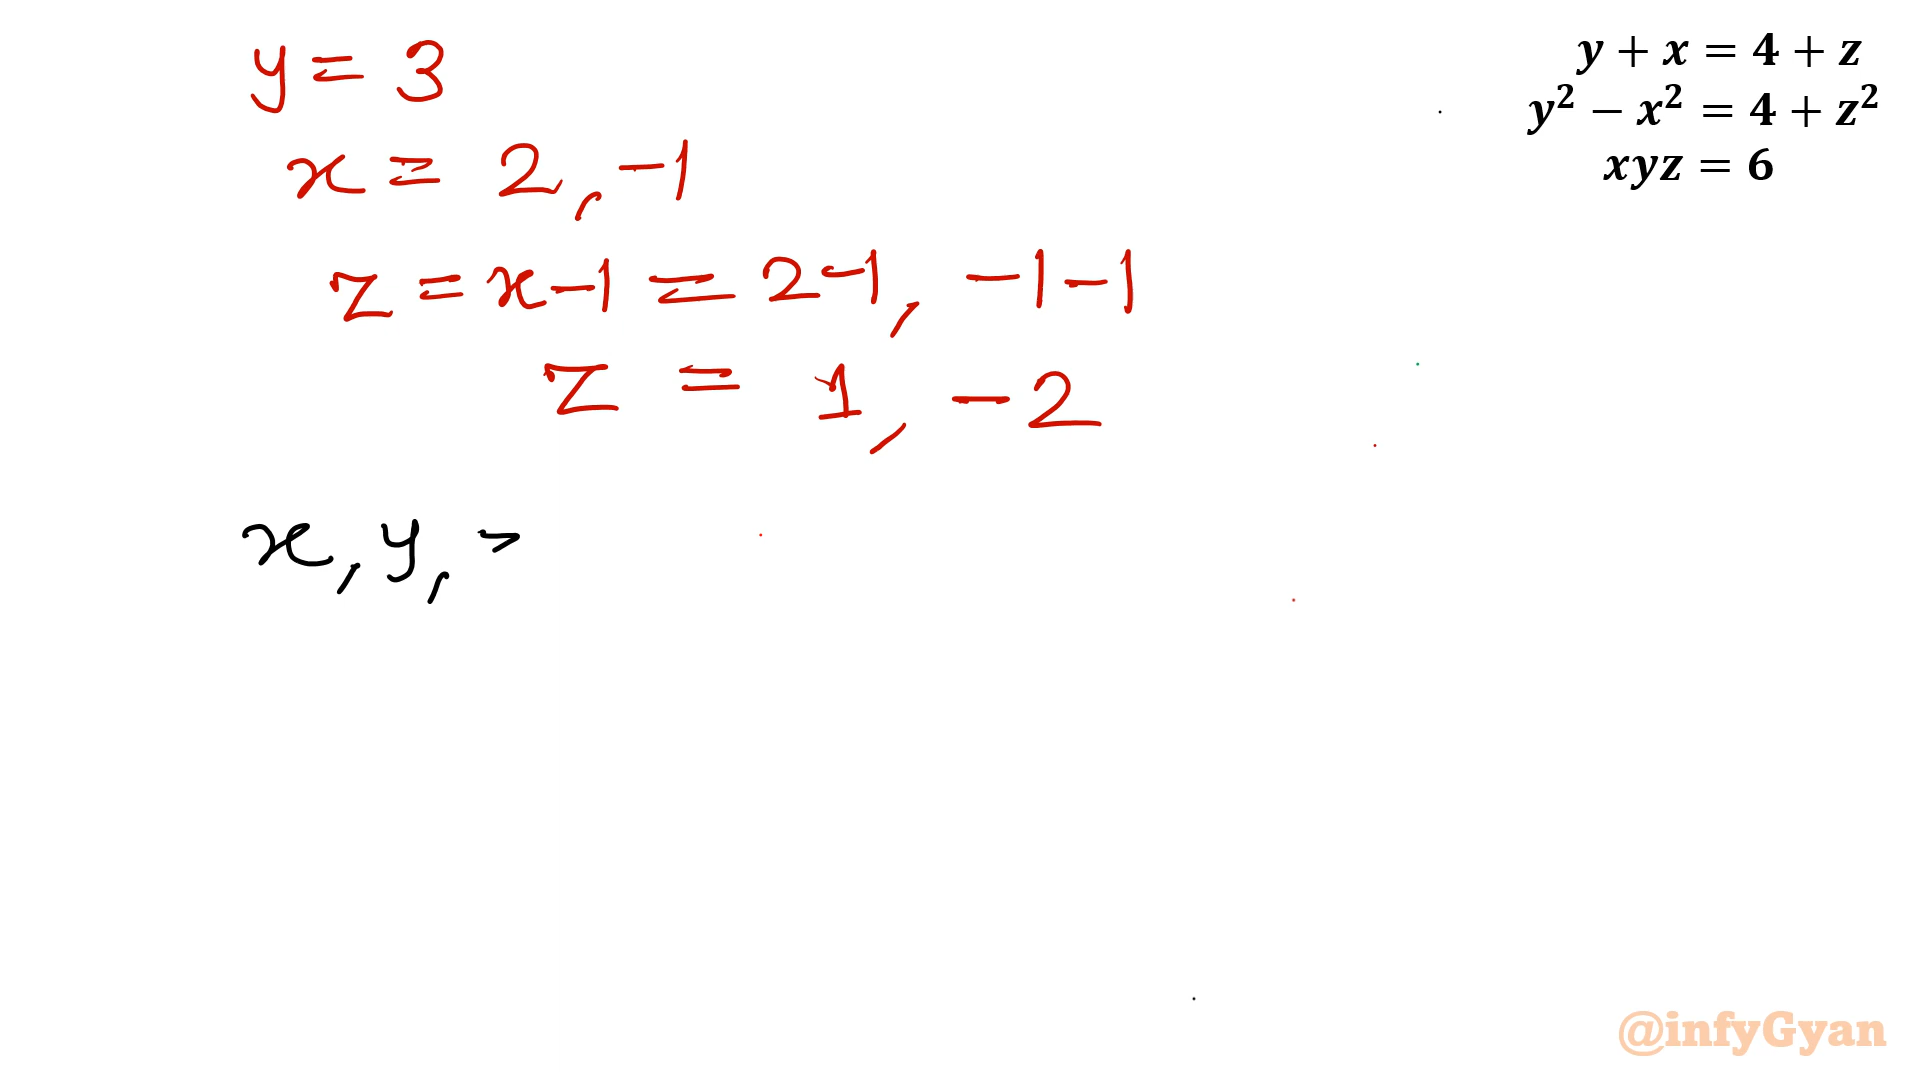 y = 3
x = 2, -1
z = x-1 = 2-1, -1-1
z = 1, -2
x, y,
y + x = 4 + z
y² − x² = 4 + z²
xyz = 6
@infyGyan